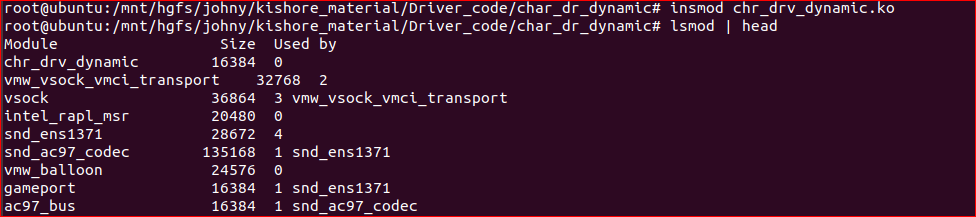 root@ubuntu:/mnt/hgfs/johny/kishore_material/Driver_code/char_dr_dynamic# insmod chr_drv_dynamic.ko
root@ubuntu:/mnt/hgfs/johny/kishore_material/Driver_code/char_dr_dynamic# lsmod | head
Module                  Size  Used by
chr_drv_dynamic        16384  0
vmw_vsock_vmci_transport    32768  2
vsock                  36864  3 vmw_vsock_vmci_transport
intel_rapl_msr         20480  0
snd_ens1371            28672  4
snd_ac97_codec        135168  1 snd_ens1371
vmw_balloon            24576  0
gameport               16384  1 snd_ens1371
ac97_bus               16384  1 snd_ac97_codec